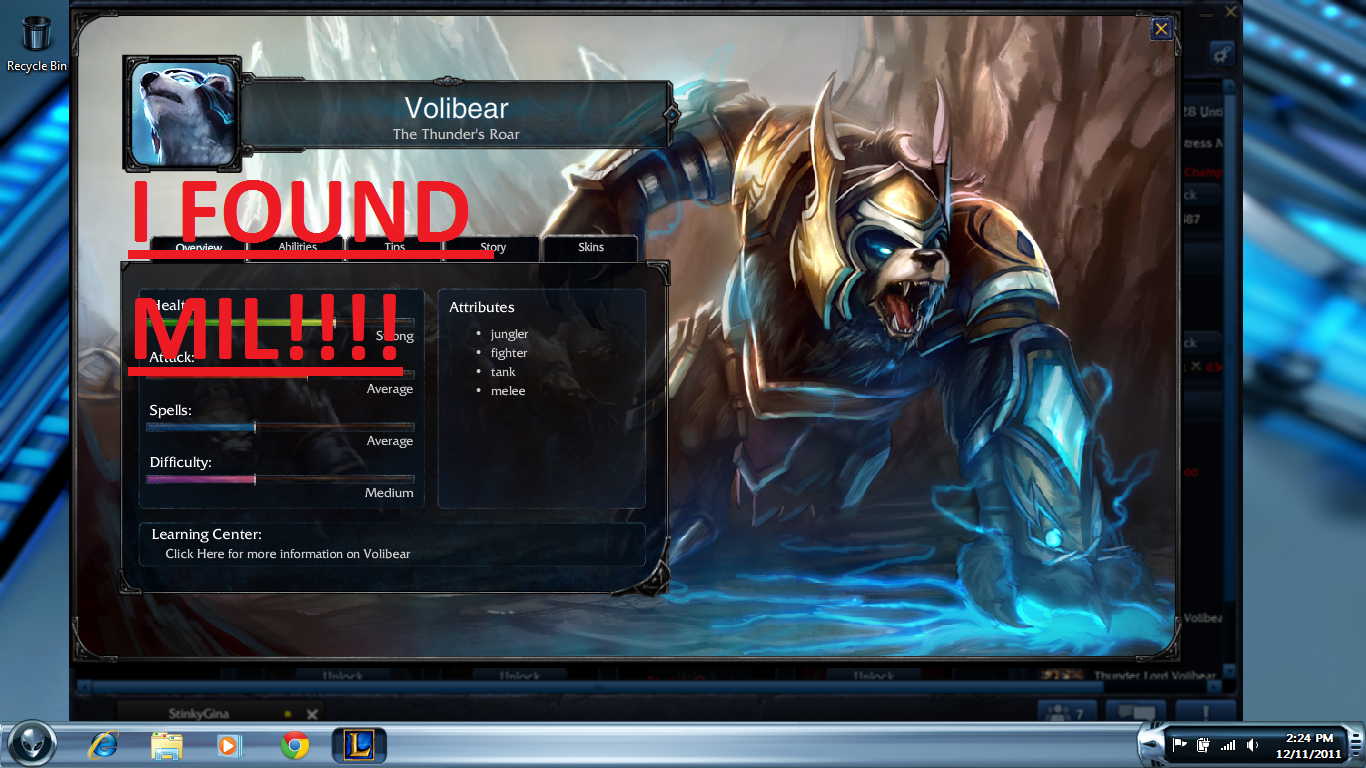 Recycle Bin
Volibear
The Thunder's Roar
I FOUND
Overview Abilities Tips Story Skins
MIL!!!!
Health
Strong
Attack:
Average
Spells:
Average
Difficulty:
Medium
Attributes
• jungler
• fighter
• tank
• melee
Learning Center:
Click Here for more information on Volibear
Unlock Unlock Unlock
Thunder Lord Volibear
StinkyGina
7
2:24 PM
12/11/2011